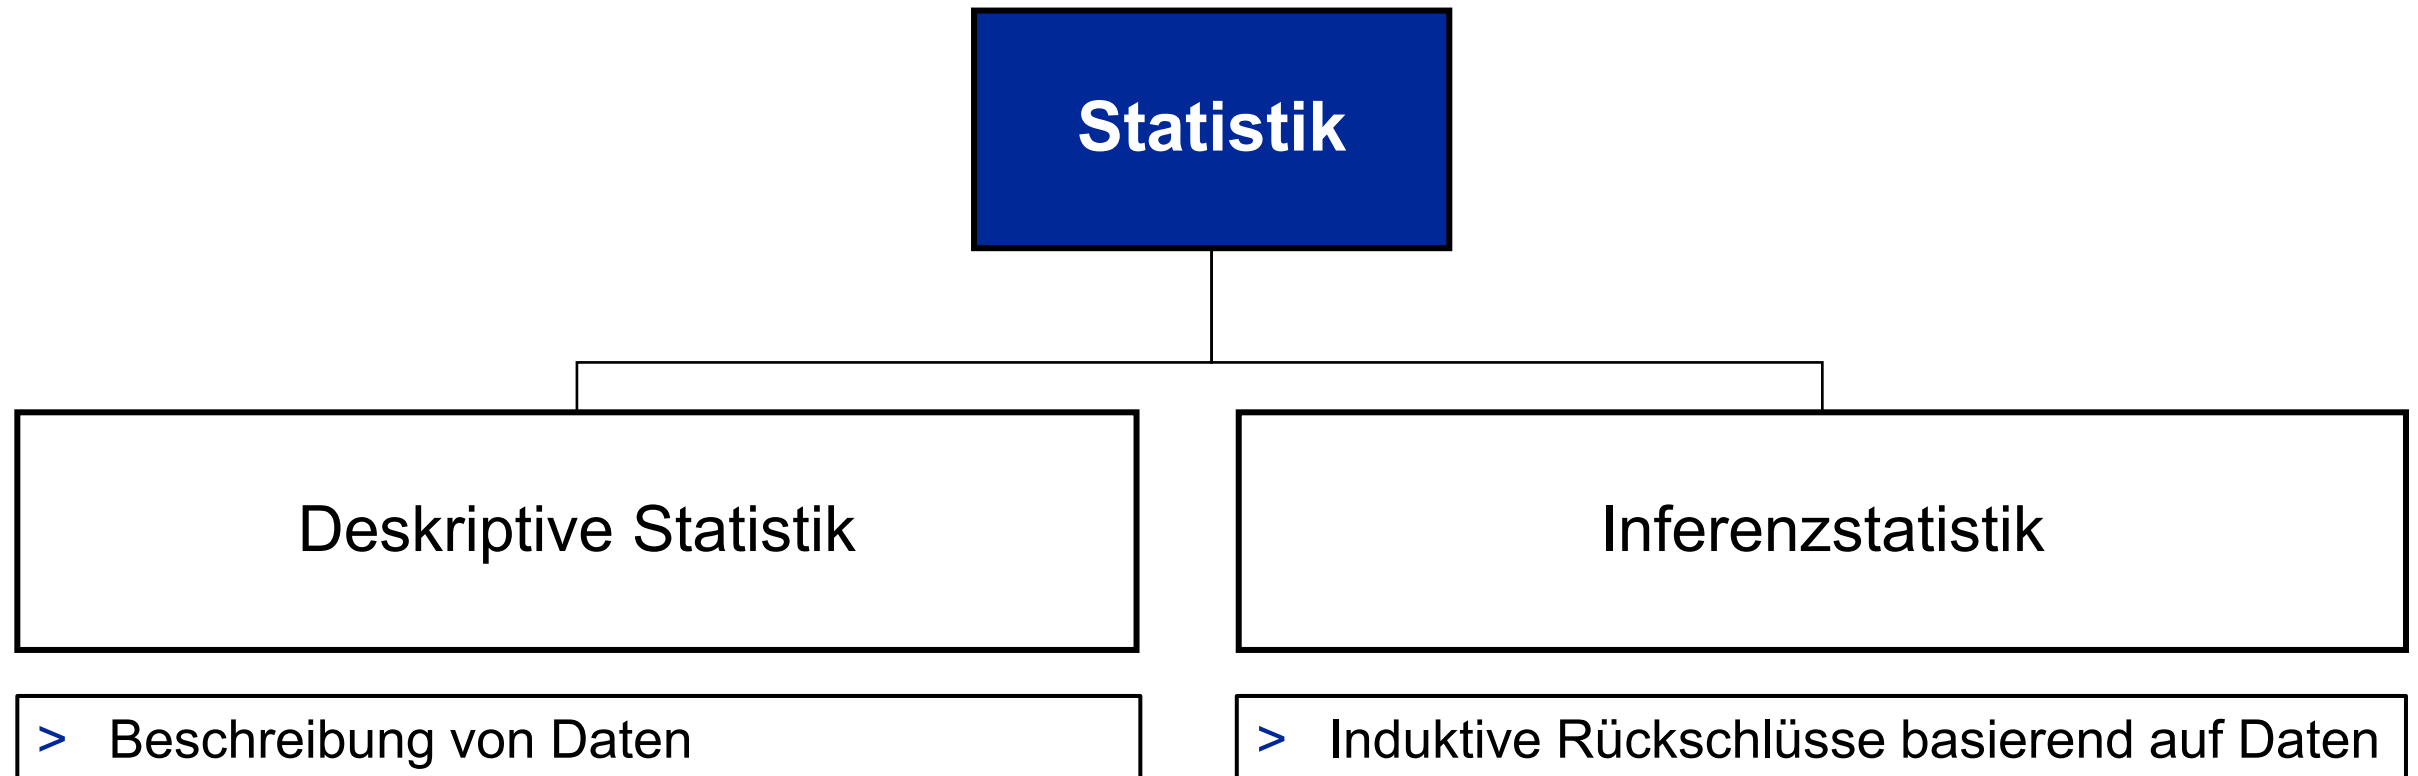 Statistik
Deskriptive Statistik
Inferenzstatistik
> Beschreibung von Daten
> Induktive Rückschlüsse basierend auf Daten